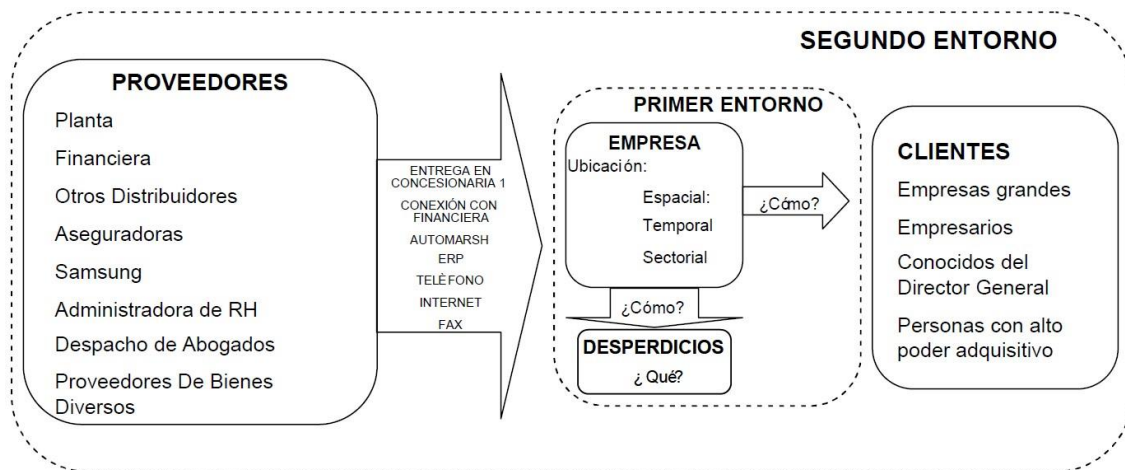 SEGUNDO ENTORNO
PROVEEDORES
Planta
Financiera
Otros Distribuidores
Aseguradoras
Samsung
Administradora de RH
Despacho de Abogados
Proveedores De Bienes
Diversos
ENTREGA EN
CONCESIONARIA 1
CONEXIÓN CON
FINANCIERA
AUTOMARSH
ERP
TELÈFONO
INTERNET
FAX
PRIMER ENTORNO
EMPRESA
Ubicación:
Espacial:
Temporal
Sectorial
¿Cómo?
DESPERDICIOS
¿Qué?
¿Cómo?
CLIENTES
Empresas grandes
Empresarios
Conocidos del
Director General
Personas con alto
poder adquisitivo